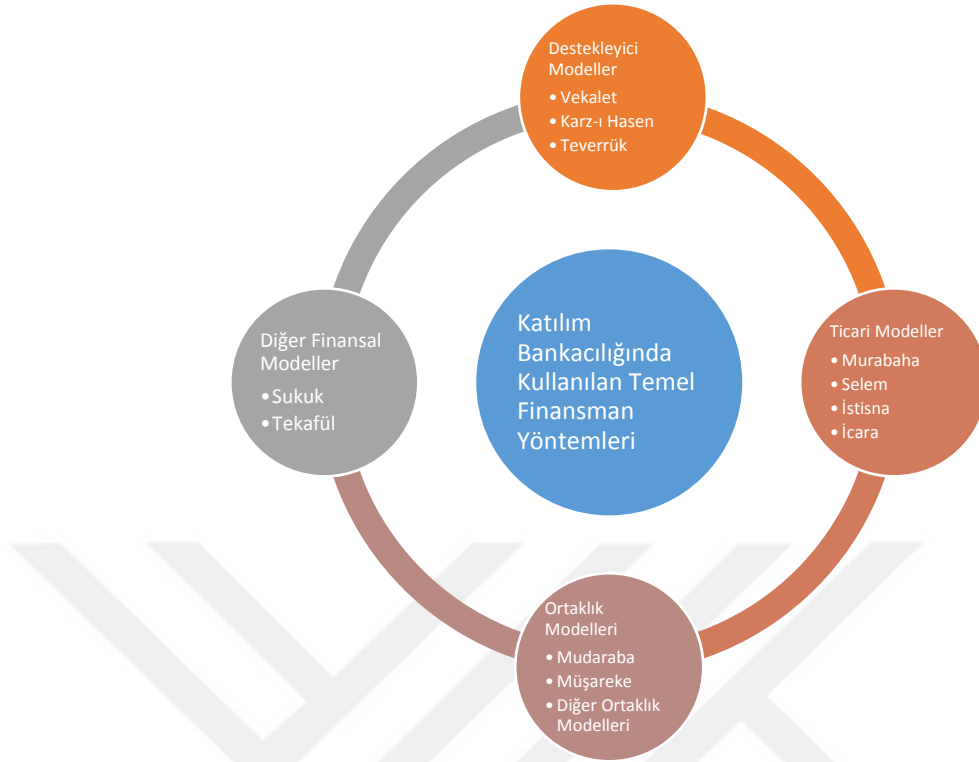 Destekleyici
Modeller
• Vekalet
• Karz-ı Hasen
• Teverrük
Katılım
Bankacılığında
Kullanılan Temel
Finansman
Yöntemleri
Ticari Modeller
• Murabaha
• Selem
• İstisna
• İcara
Diğer Finansal
Modeller
• Sukuk
• Tekafül
Ortaklık
Modelleri
• Mudaraba
• Müşareke
• Diğer Ortaklık
Modelleri